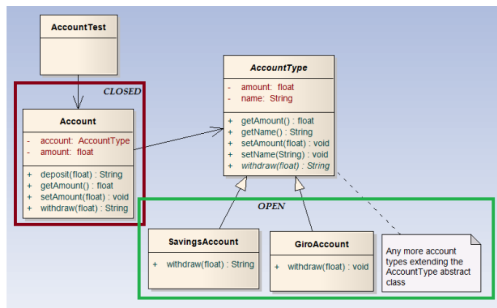 AccountTest
CLOSED
Account
- account: AccountType
- amount: float
+ deposit(float) : String
+ getAmount() : float
+ setAmount(float) : void
+ withdraw(float) : String
AccountType
- amount: float
- name: String
+ getAmount() : float
+ getName() : String
+ setAmount(float) : void
+ setName(String) : void
+ withdraw(float) : String
OPEN
SavingsAccount
+ withdraw(float) : String
GiroAccount
+ withdraw(float) : void
Any more account
types extending the
AccountType abstract
class